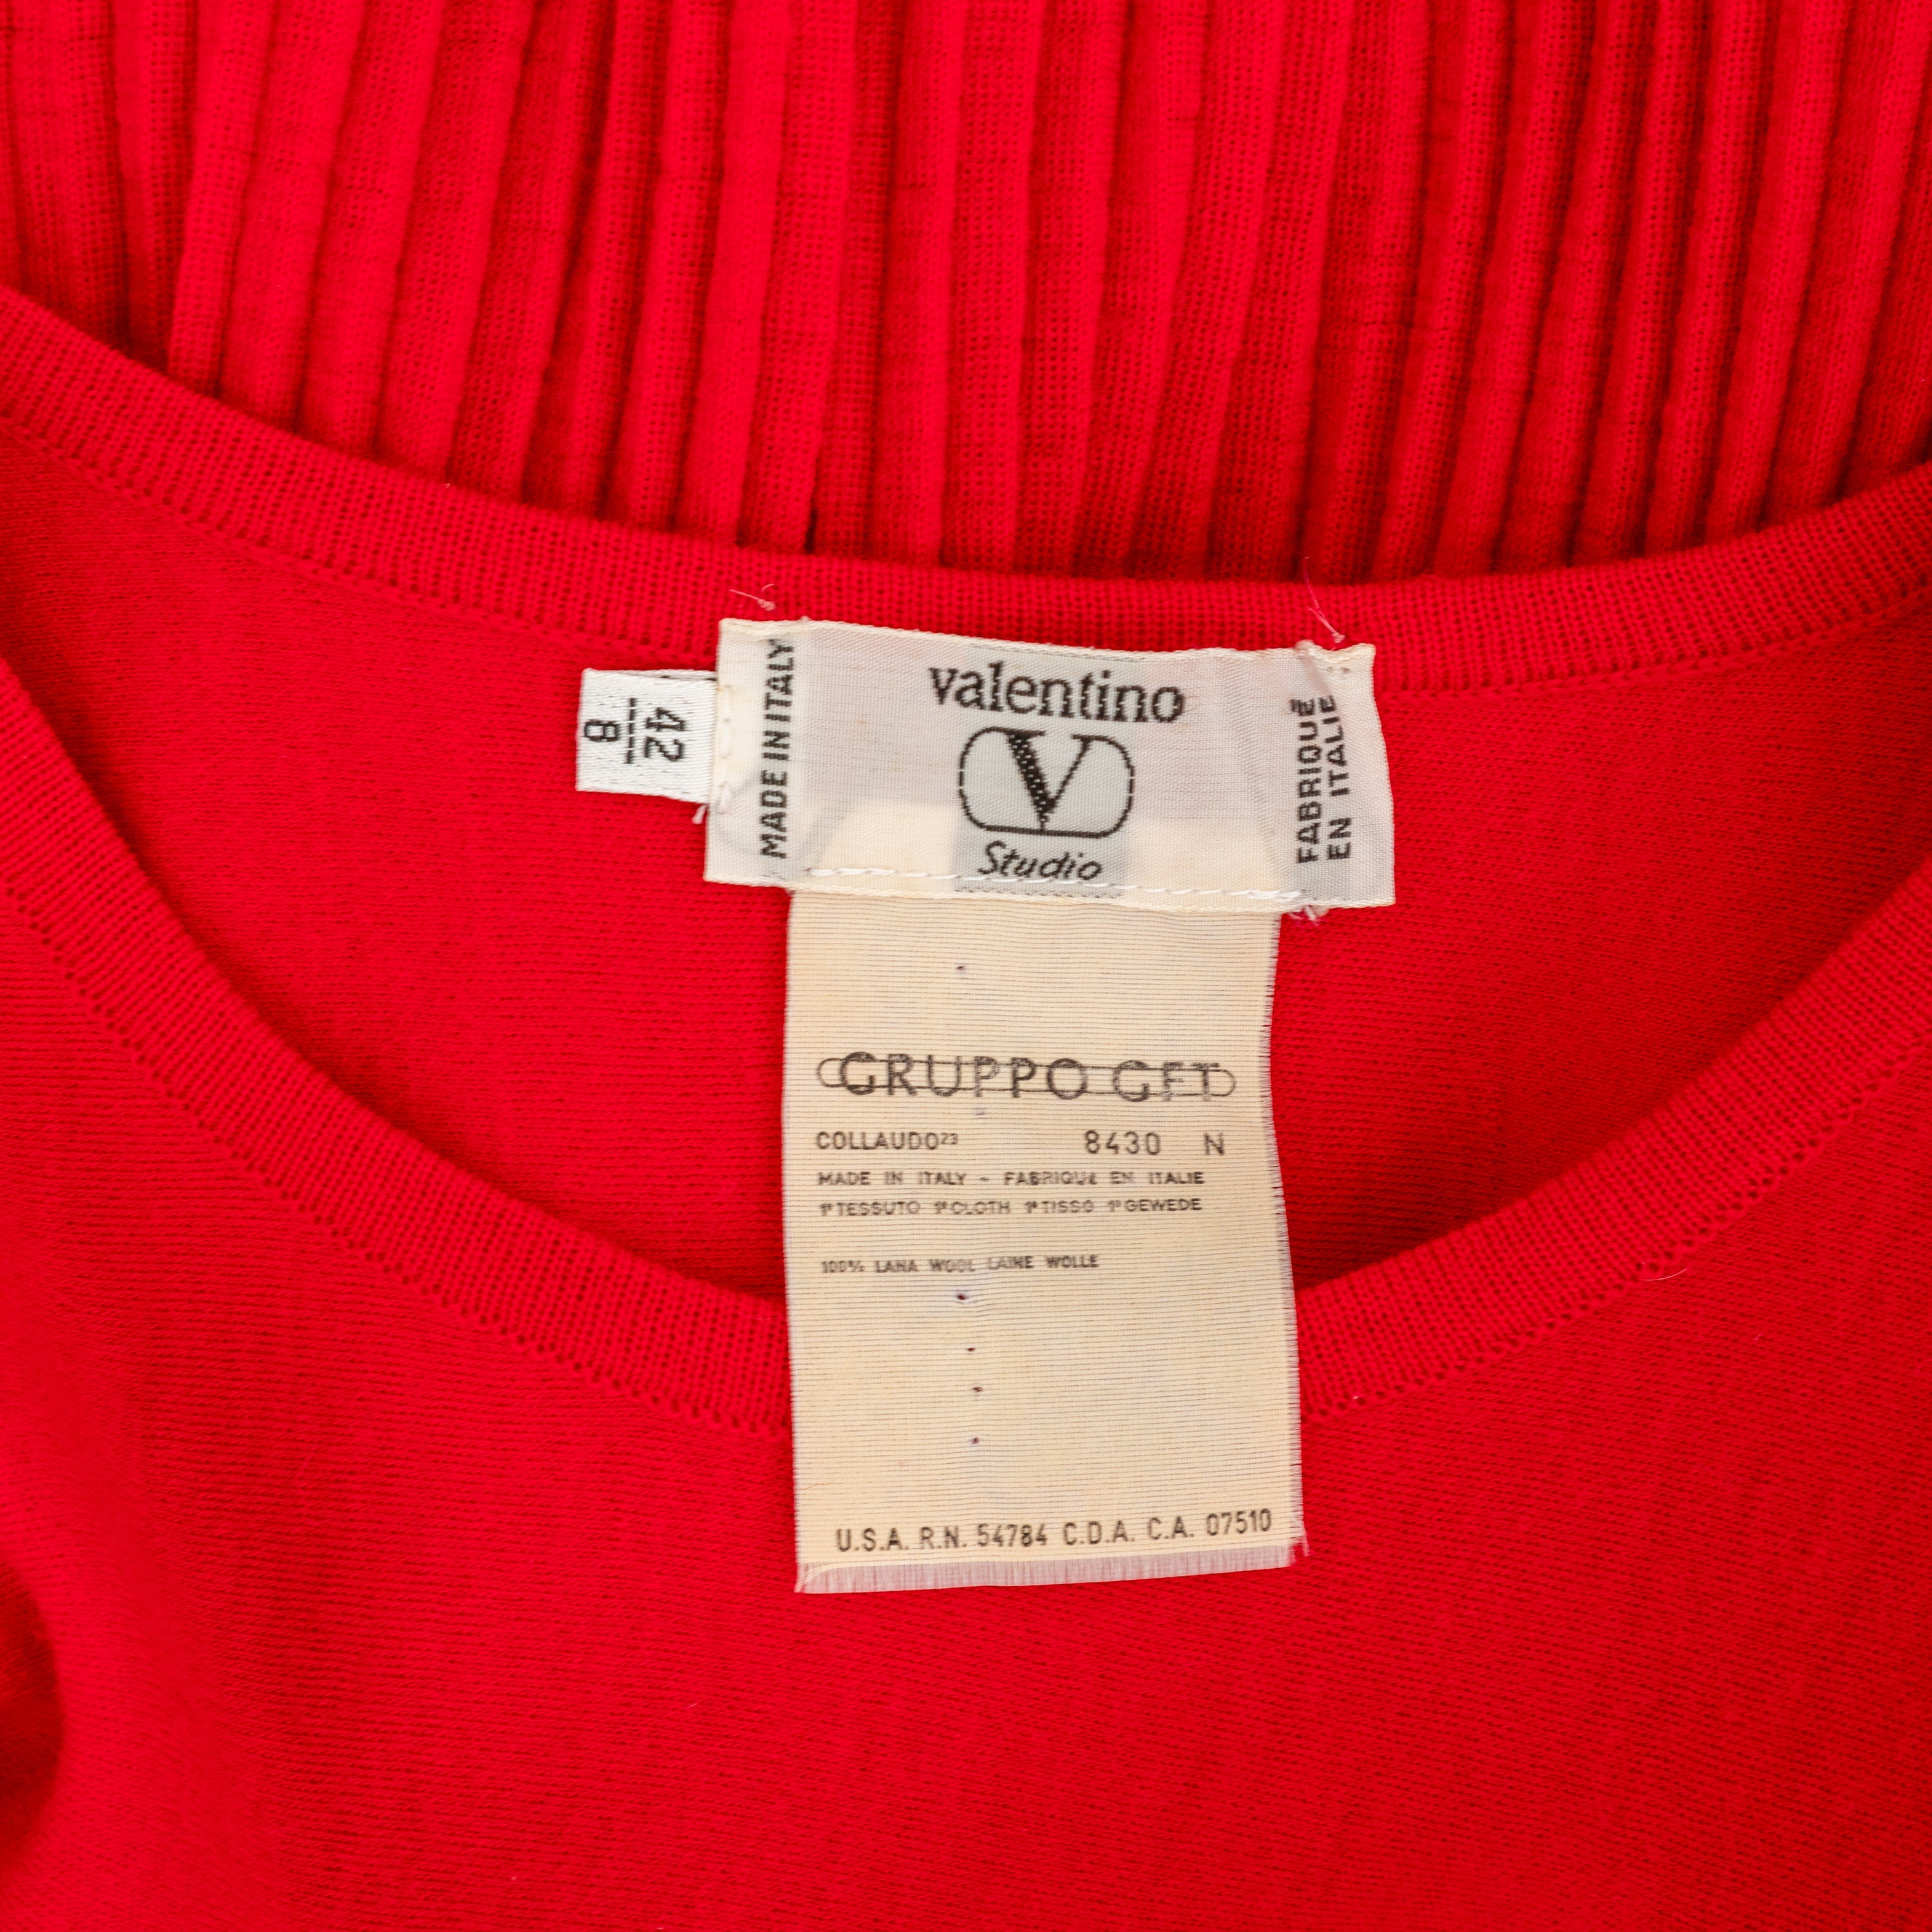 42
8
MADE IN ITALY
valentino
V
Studio
FABRIQUÉ
EN ITALIE
GRUPPO GFT
COLLAUDO²³ 8430 N
MADE IN ITALY - FABRIQUÉ EN ITALIE
1°TESSUTO 1°CLOTH 1°TISSO 1°GEWEDE
100% LANA WOOL LAINE WOLLE
U.S.A. R.N. 54784 C.D.A. C.A. 07510